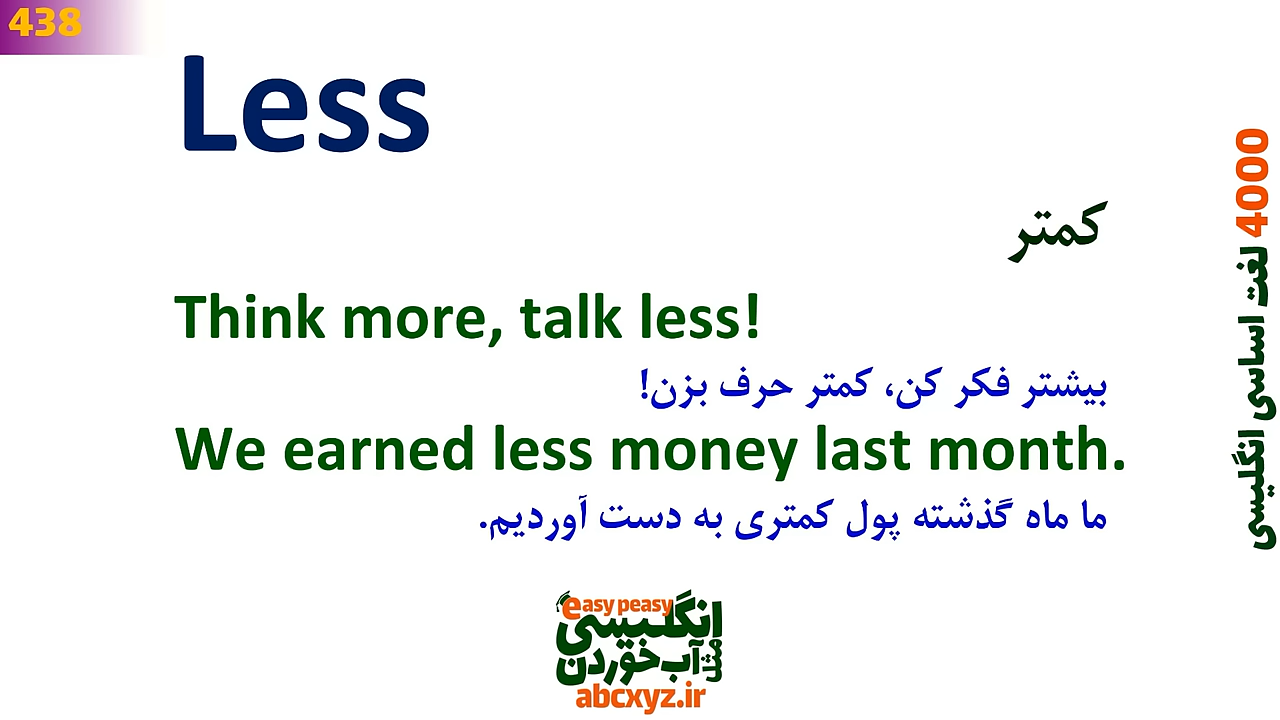 438
Less
کمتر
Think more, talk less!
بیشتر فکر کن، کمتر حرف بزن!
We earned less money last month.
ما ماه گذشته پول کمتری به دست آوردیم.
4000 لغت اساسی انگلیسی
easy peasy
انگلیسی
مثل آب خوردن
abcxyz.ir